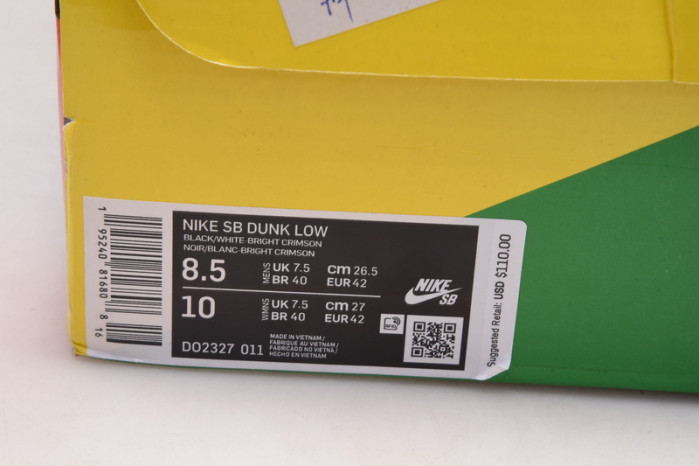 NIKE SB DUNK LOW
BLACK/WHITE-BRIGHT CRIMSON
NOIR/BLANC-BRIGHT CRIMSON
8.5 MENS UK 7.5 cm 26.5
BR 40 EUR 42
10 WMNS UK 7.5 cm 27
BR 40 EUR 42
DO2327 011
MADE IN VIETNAM/
FABRIQUE AU VIETNAM/
FABRICADO NO VIETNÃ/
HECHO EN VIETNAM
NIKE
SB
RFID
Suggested Retail: USD $110.00
1 95240 81680 8 16